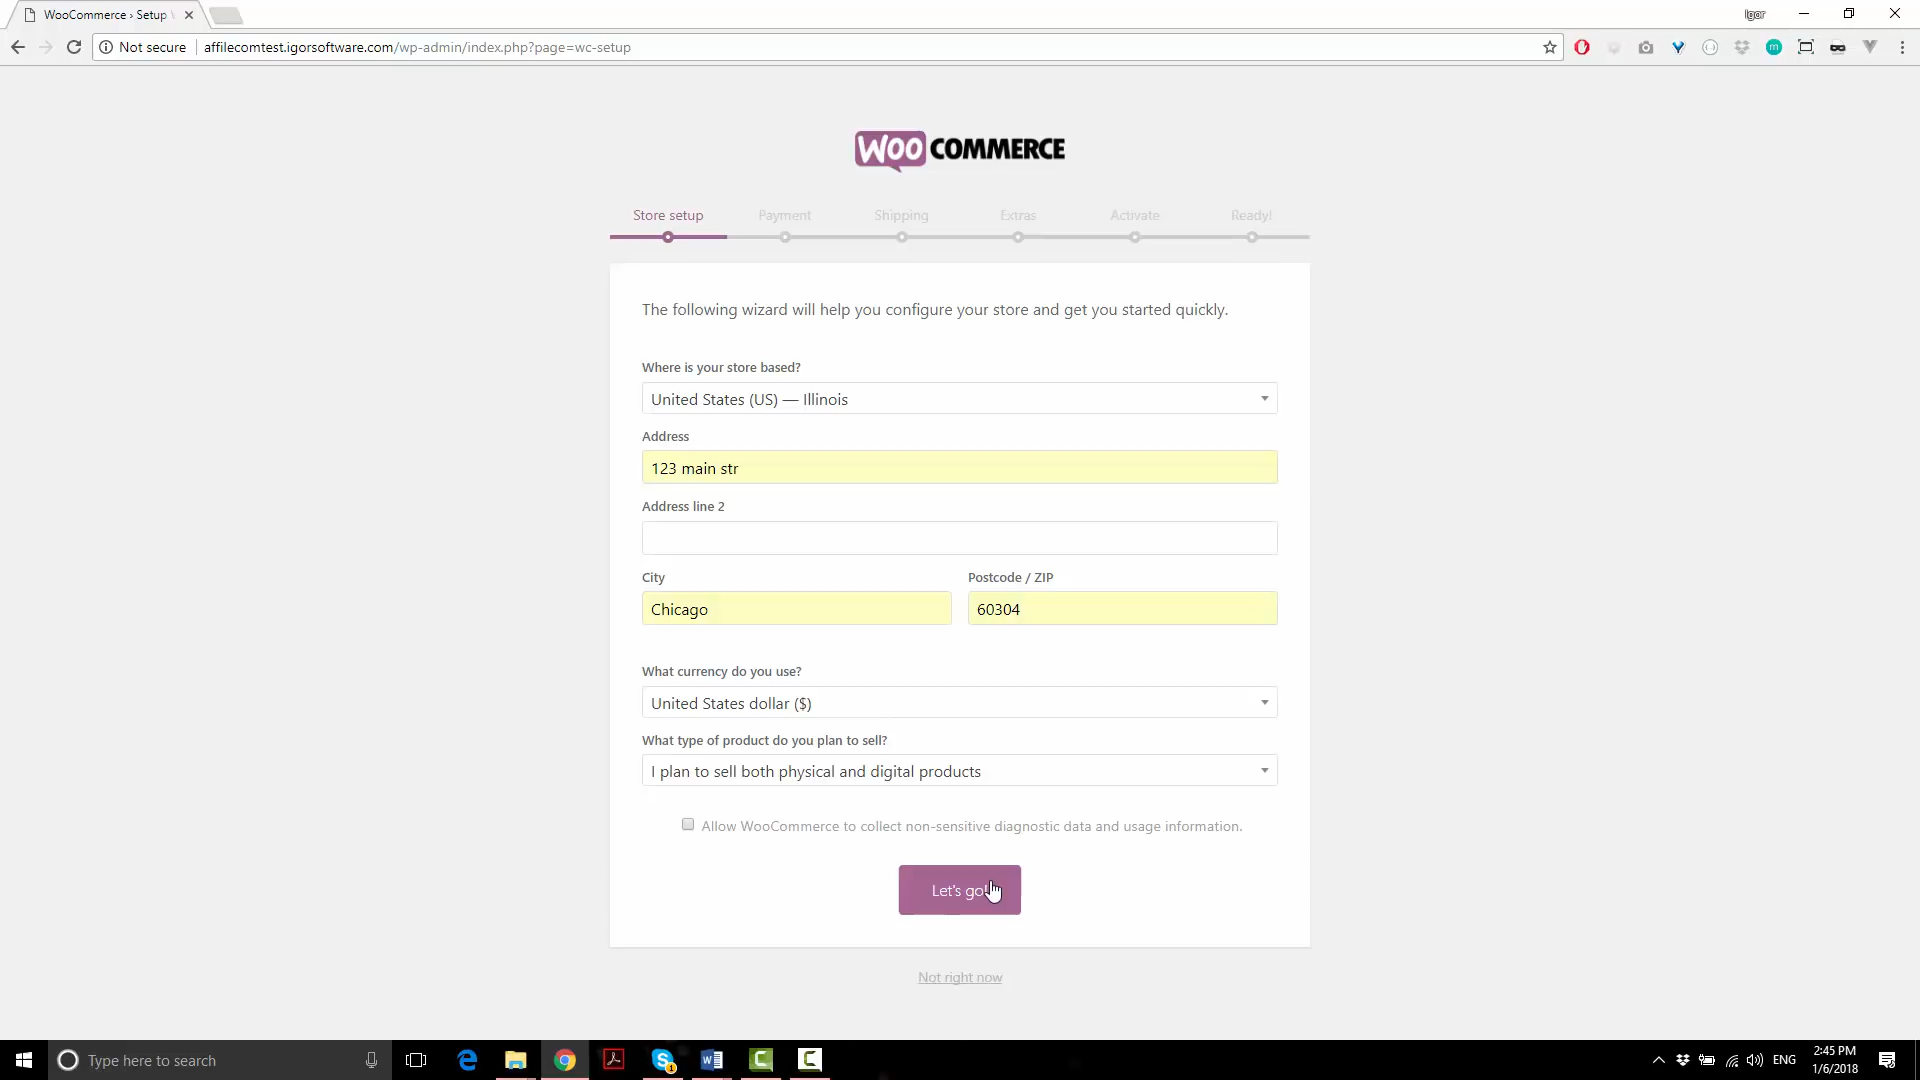 WooCommerce › Setup
Igor
Not secure
affilecomtest.igorsoftware.com/wp-admin/index.php?page=wc-setup
WOO COMMERCE
Store setup
Payment
Shipping
Extras
Activate
Ready!
The following wizard will help you configure your store and get you started quickly.
Where is your store based?
United States (US) — Illinois
Address
123 main str
Address line 2
City
Postcode / ZIP
Chicago
60304
What currency do you use?
United States dollar ($)
What type of product do you plan to sell?
I plan to sell both physical and digital products
Allow WooCommerce to collect non-sensitive diagnostic data and usage information.
Let's go!
Not right now
Type here to search
ENG
2:45 PM
1/6/2018